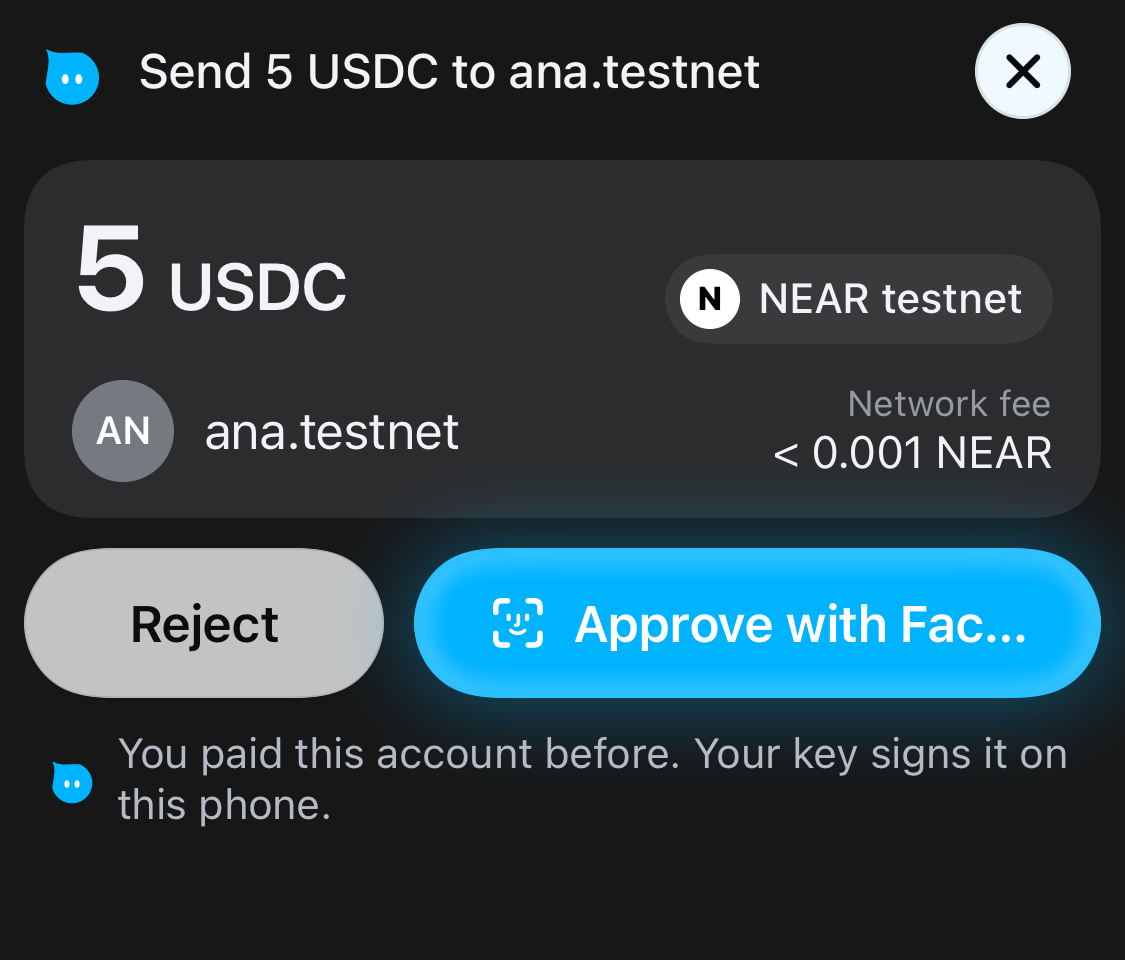 Send 5 USDC to ana.testnet
5 USDC
N NEAR testnet
AN ana.testnet
Network fee
< 0.001 NEAR
Reject
Approve with Fac...
You paid this account before. Your key signs it on
this phone.